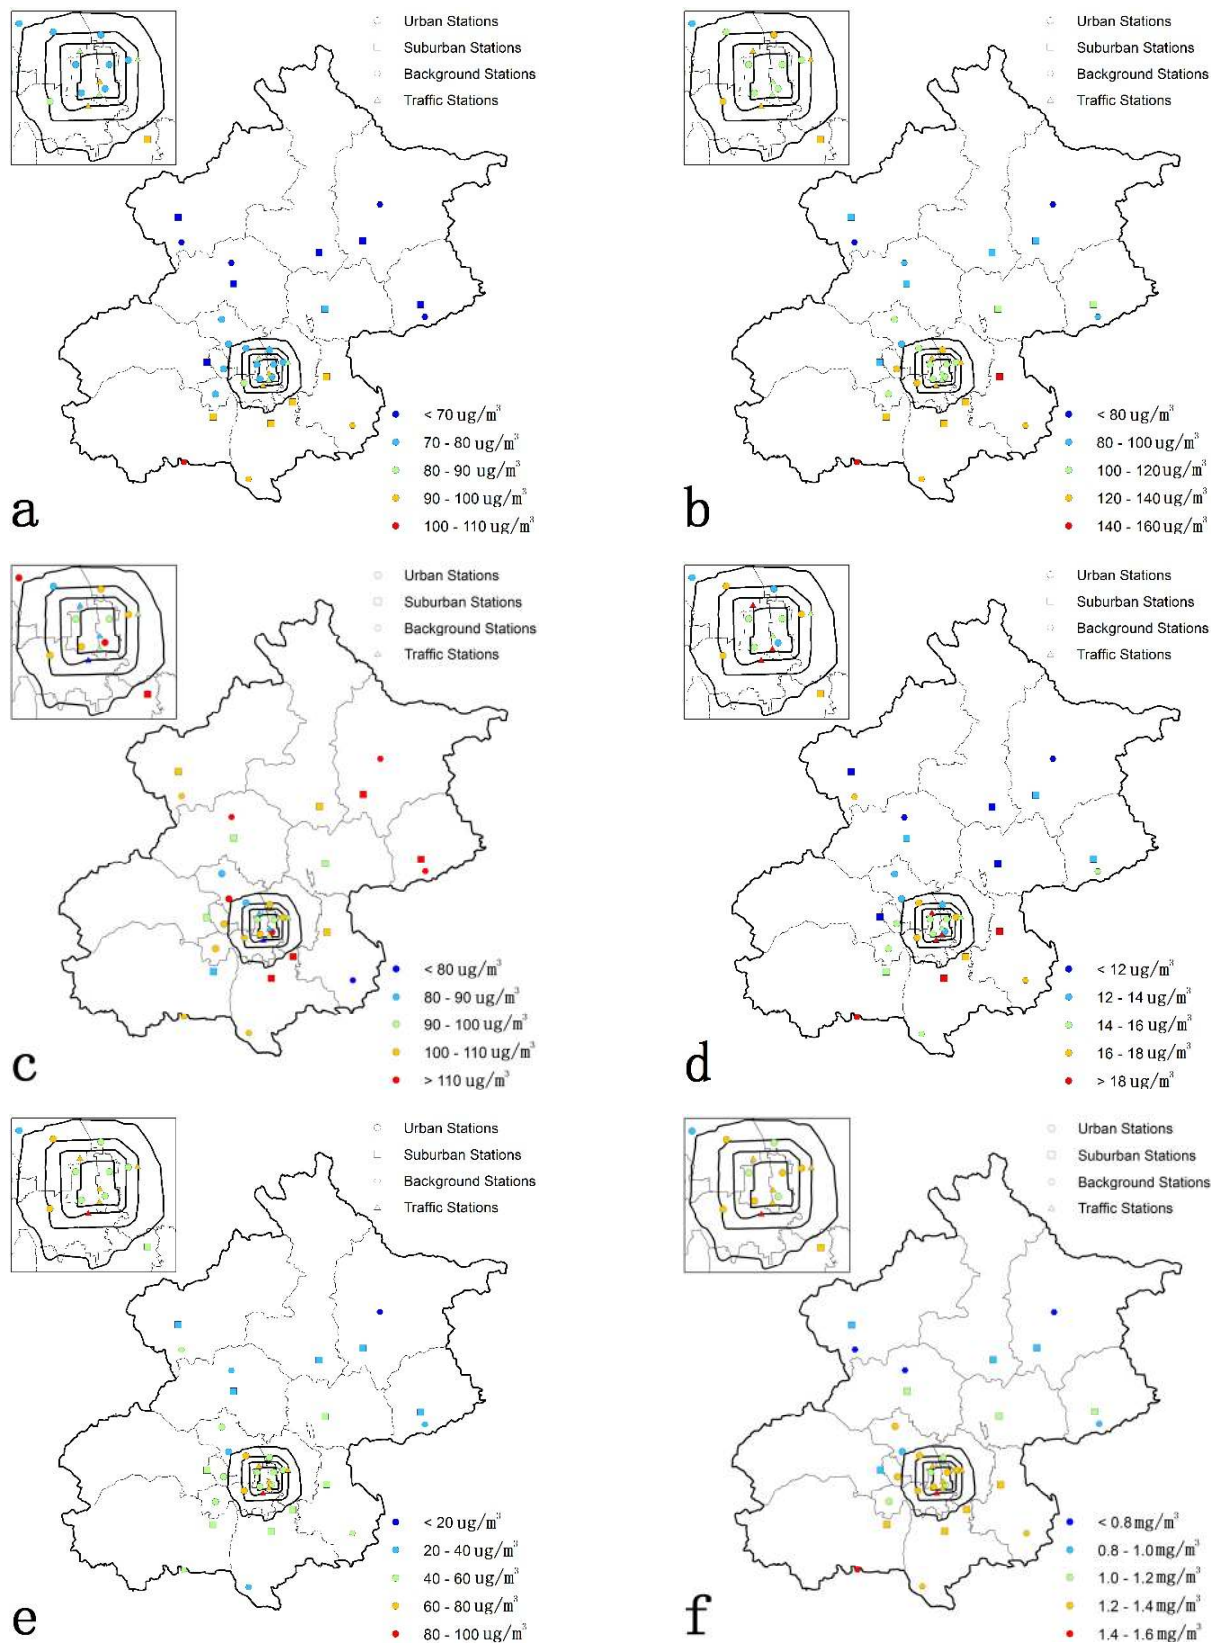 Urban Stations
Suburban Stations
Background Stations
Traffic Stations
< 70 ug/m³
70 - 80 ug/m³
80 - 90 ug/m³
90 - 100 ug/m³
100 - 110 ug/m³
a
Urban Stations
Suburban Stations
Background Stations
Traffic Stations
< 80 ug/m³
80 - 100 ug/m³
100 - 120 ug/m³
120 - 140 ug/m³
140 - 160 ug/m³
b
Urban Stations
Suburban Stations
Background Stations
Traffic Stations
< 80 ug/m³
80 - 90 ug/m³
90 - 100 ug/m³
100 - 110 ug/m³
> 110 ug/m³
c
Urban Stations
Suburban Stations
Background Stations
Traffic Stations
< 12 ug/m³
12 - 14 ug/m³
14 - 16 ug/m³
16 - 18 ug/m³
> 18 ug/m³
d
Urban Stations
Suburban Stations
Background Stations
Traffic Stations
< 20 ug/m³
20 - 40 ug/m³
40 - 60 ug/m³
60 - 80 ug/m³
80 - 100 ug/m³
e
Urban Stations
Suburban Stations
Background Stations
Traffic Stations
< 0.8 mg/m³
0.8 - 1.0 mg/m³
1.0 - 1.2 mg/m³
1.2 - 1.4 mg/m³
1.4 - 1.6 mg/m³
f